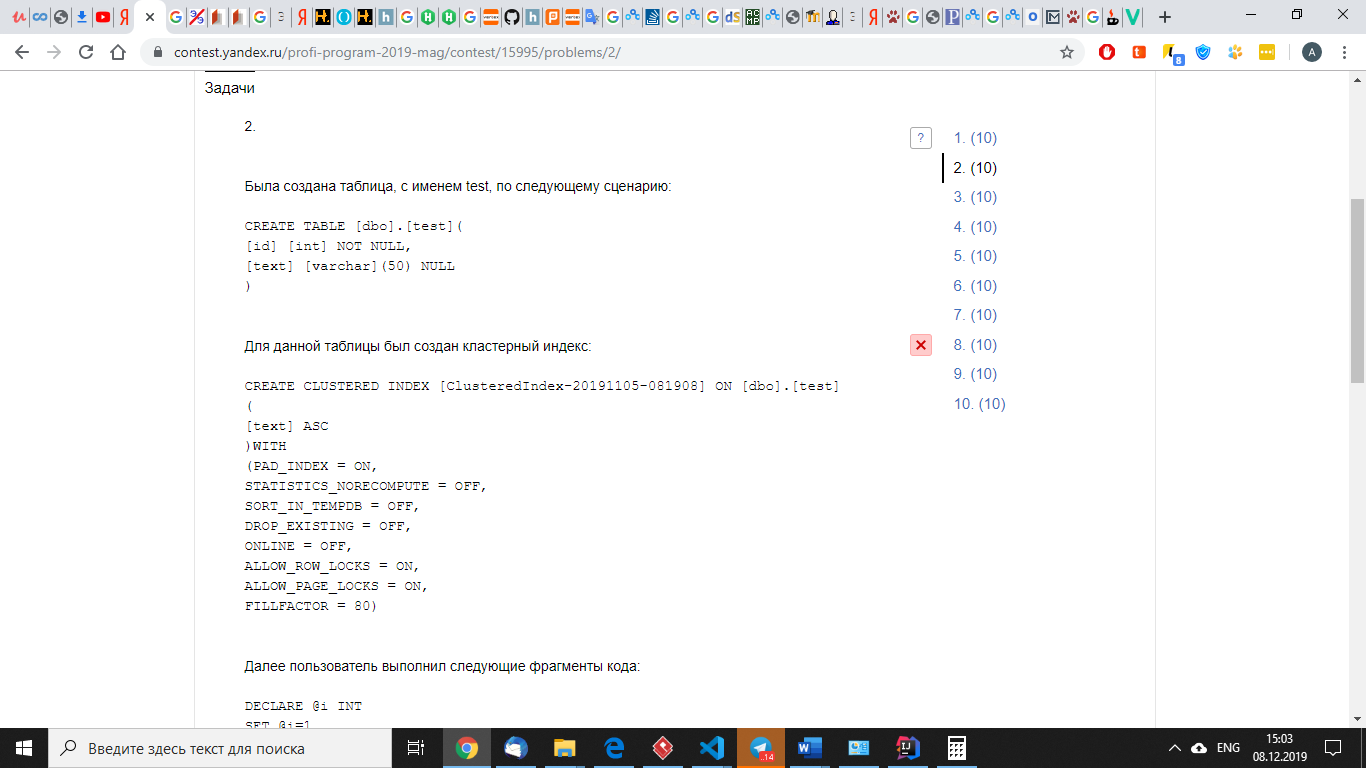 contest.yandex.ru/profi-program-2019-mag/contest/15995/problems/2/
A
8
Задачи
2.
Была создана таблица, с именем test, по следующему сценарию:
CREATE TABLE [dbo].[test](
[id] [int] NOT NULL,
[text] [varchar](50) NULL
)
Для данной таблицы был создан кластерный индекс:
CREATE CLUSTERED INDEX [ClusteredIndex-20191105-081908] ON [dbo].[test]
(
[text] ASC
)WITH
(PAD_INDEX = ON,
STATISTICS_NORECOMPUTE = OFF,
SORT_IN_TEMPDB = OFF,
DROP_EXISTING = OFF,
ONLINE = OFF,
ALLOW_ROW_LOCKS = ON,
ALLOW_PAGE_LOCKS = ON,
FILLFACTOR = 80)
Далее пользователь выполнил следующие фрагменты кода:
DECLARE @i INT
SET @i=1
?
1. (10)
2. (10)
3. (10)
4. (10)
5. (10)
6. (10)
7. (10)
8. (10)
9. (10)
10. (10)
Введите здесь текст для поиска
..14
ENG
15:03
08.12.2019